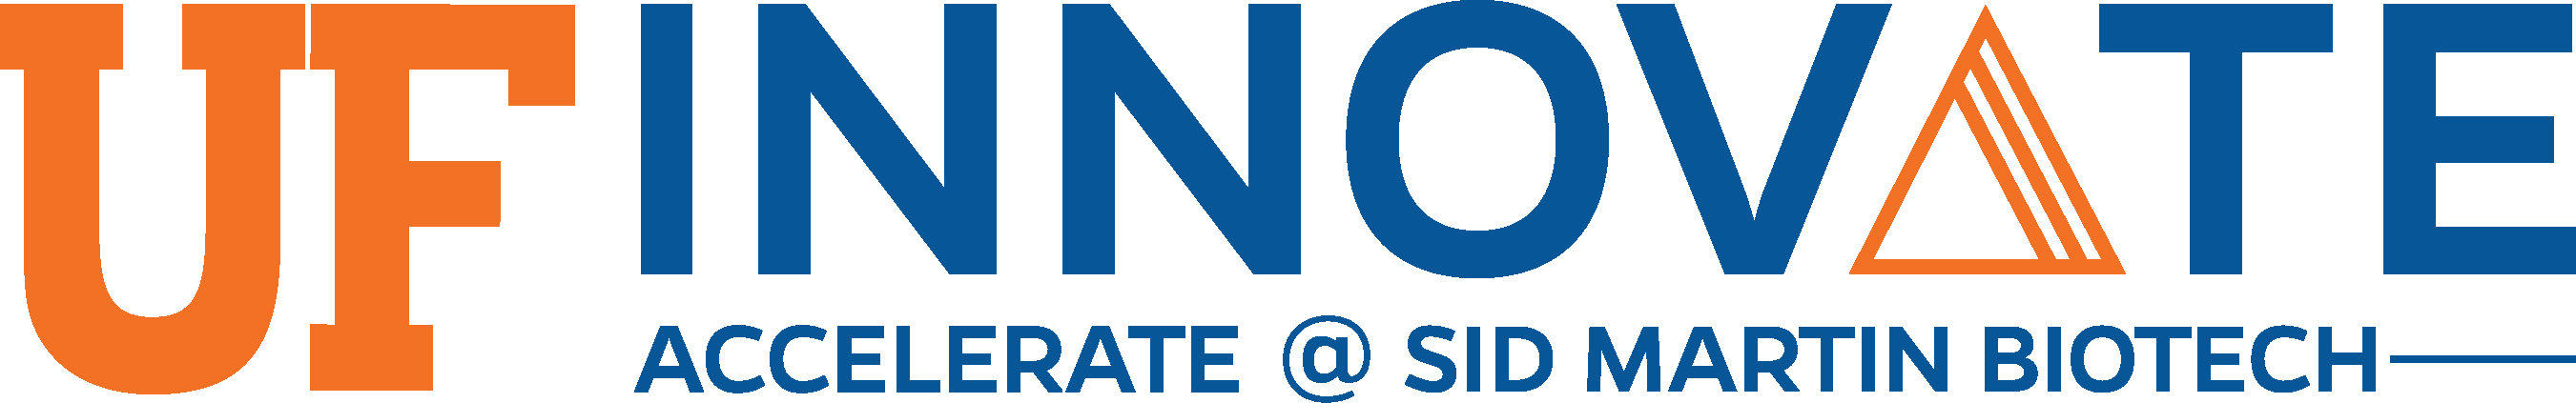 UF INNOVATE
ACCELERATE @ SID MARTIN BIOTECH